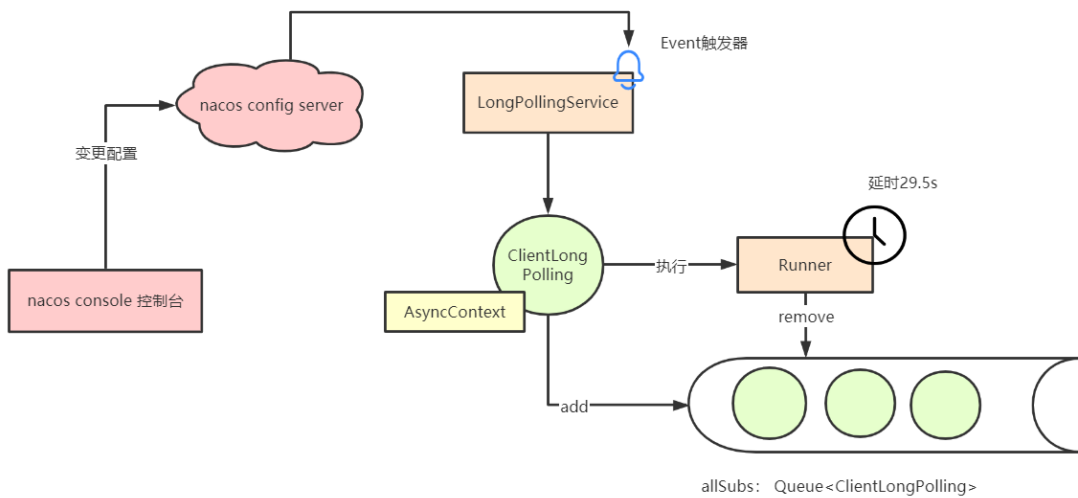 Event触发器
nacos config server
LongPollingService
变更配置
延时29.5s
ClientLong
Polling
执行
Runner
nacos console 控制台
AsyncContext
remove
add
allSubs： Queue<ClientLongPolling>